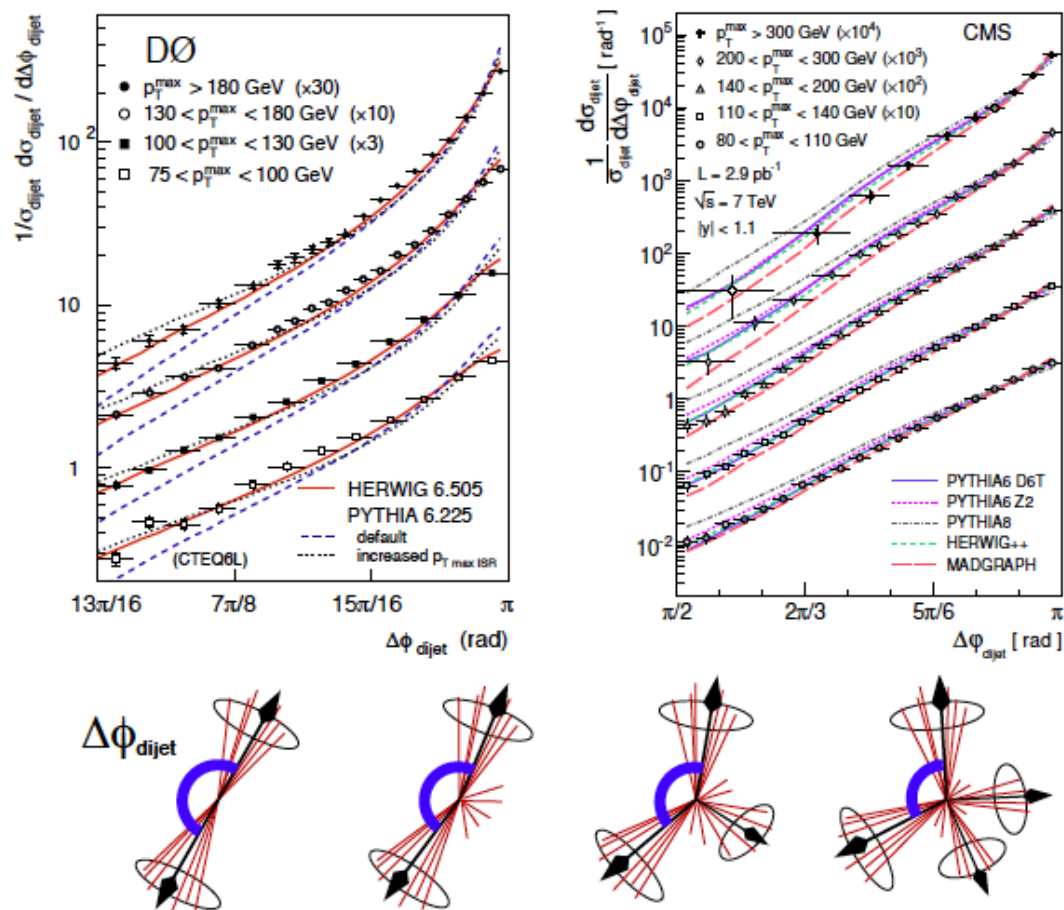 1/σ_dijet dσ_dijet / dΔϕ_dijet
DØ
p_T^max > 180 GeV (×30)
130 < p_T^max < 180 GeV (×10)
100 < p_T^max < 130 GeV (×3)
75 < p_T^max < 100 GeV
10^2
10
1
HERWIG 6.505
PYTHIA 6.225
default
increased p_T max ISR
(CTEQ6L)
13π/16 7π/8 15π/16 π
Δϕ_dijet (rad)
1/σ_dijet dσ_dijet/dΔφ_dijet [ rad^-1 ]
CMS
p_T^max > 300 GeV (×10^4)
200 < p_T^max < 300 GeV (×10^3)
140 < p_T^max < 200 GeV (×10^2)
110 < p_T^max < 140 GeV (×10)
80 < p_T^max < 110 GeV
L = 2.9 pb^-1
√s = 7 TeV
|y| < 1.1
10^5
10^4
10^3
10^2
10
1
10^-1
10^-2
PYTHIA6 D6T
PYTHIA6 Z2
PYTHIA8
HERWIG++
MADGRAPH
π/2 2π/3 5π/6 π
Δφ_dijet [ rad ]
Δϕ_dijet